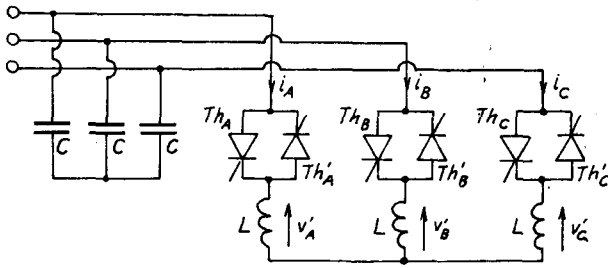 i_A i_B i_C
Th_A Th_B Th_C
C C C
Th'_A Th'_B Th'_C
L v'_A L v'_B L v'_C